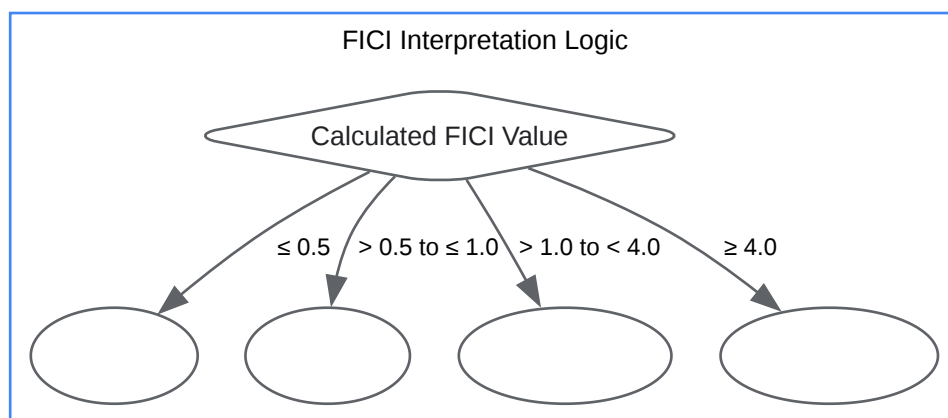 FICI Interpretation Logic
Calculated FICI Value
≤ 0.5
> 0.5 to ≤ 1.0
> 1.0 to < 4.0
≥ 4.0